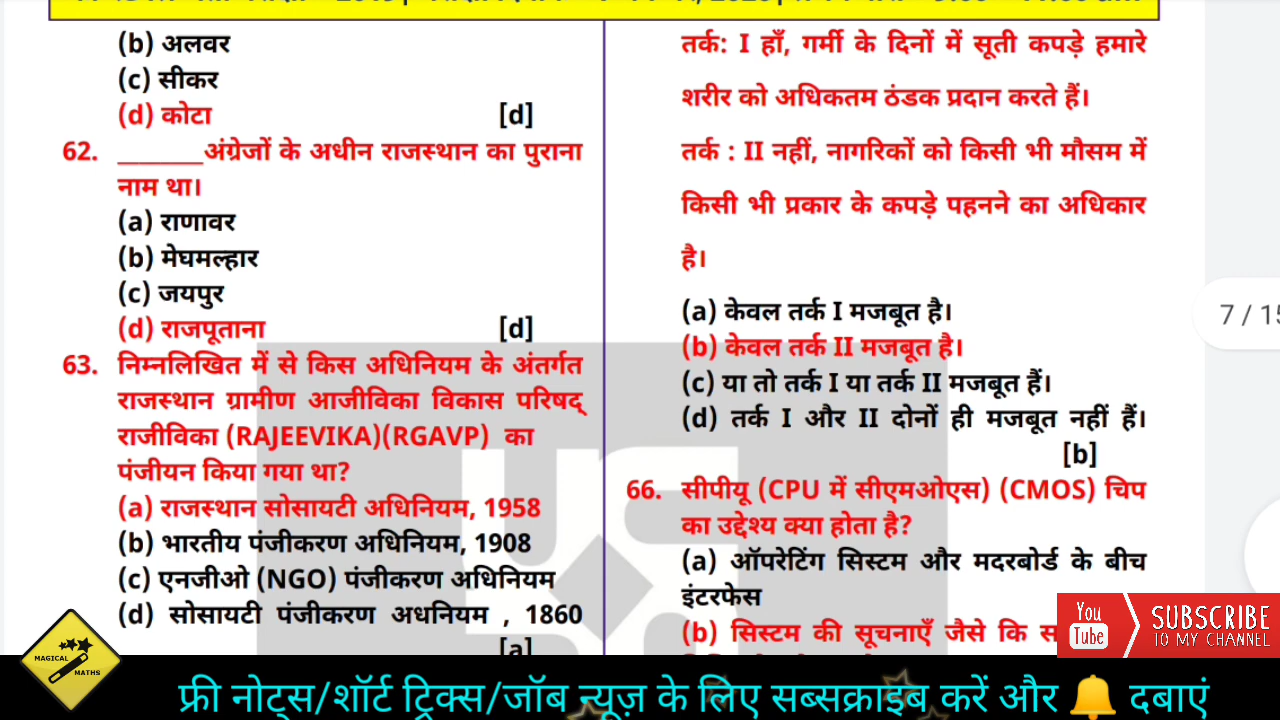 (b) अलवर
(c) सीकर
(d) कोटा [d]
62. ________अंग्रेजों के अधीन राजस्थान का पुराना
नाम था।
(a) राणावर
(b) मेघमल्हार
(c) जयपुर
(d) राजपूताना [d]
63. निम्नलिखित में से किस अधिनियम के अंतर्गत
राजस्थान ग्रामीण आजीविका विकास परिषद्
राजीविका (RAJEEVIKA)(RGAVP) का
पंजीयन किया गया था?
(a) राजस्थान सोसायटी अधिनियम, 1958
(b) भारतीय पंजीकरण अधिनियम, 1908
(c) एनजीओ (NGO) पंजीकरण अधिनियम
(d) सोसायटी पंजीकरण अधनियम , 1860
[a]
तर्क: I हाँ, गर्मी के दिनों में सूती कपड़े हमारे
शरीर को अधिकतम ठंडक प्रदान करते हैं।
तर्क : II नहीं, नागरिकों को किसी भी मौसम में
किसी भी प्रकार के कपड़े पहनने का अधिकार
है।
(a) केवल तर्क I मजबूत है।
(b) केवल तर्क II मजबूत है।
(c) या तो तर्क I या तर्क II मजबूत हैं।
(d) तर्क I और II दोनों ही मजबूत नहीं हैं।
[b]
66. सीपीयू (CPU में सीएमओएस) (CMOS) चिप
का उद्देश्य क्या होता है?
(a) ऑपरेटिंग सिस्टम और मदरबोर्ड के बीच
इंटरफेस
(b) सिस्टम की सूचनाएँ जैसे कि
7 / 15
You
Tube
SUBSCRIBE
TO MY CHANNEL
MAGICAL
MATHS
फ्री नोट्स/शॉर्ट ट्रिक्स/जॉब न्यूज़ के लिए सब्सक्राइब करें और 🔔 दबाएं